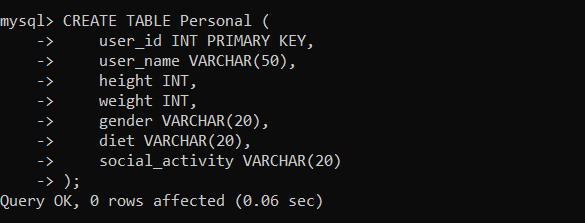 mysql> CREATE TABLE Personal (
    ->     user_id INT PRIMARY KEY,
    ->     user_name VARCHAR(50),
    ->     height INT,
    ->     weight INT,
    ->     gender VARCHAR(20),
    ->     diet VARCHAR(20),
    ->     social_activity VARCHAR(20)
    -> );
Query OK, 0 rows affected (0.06 sec)